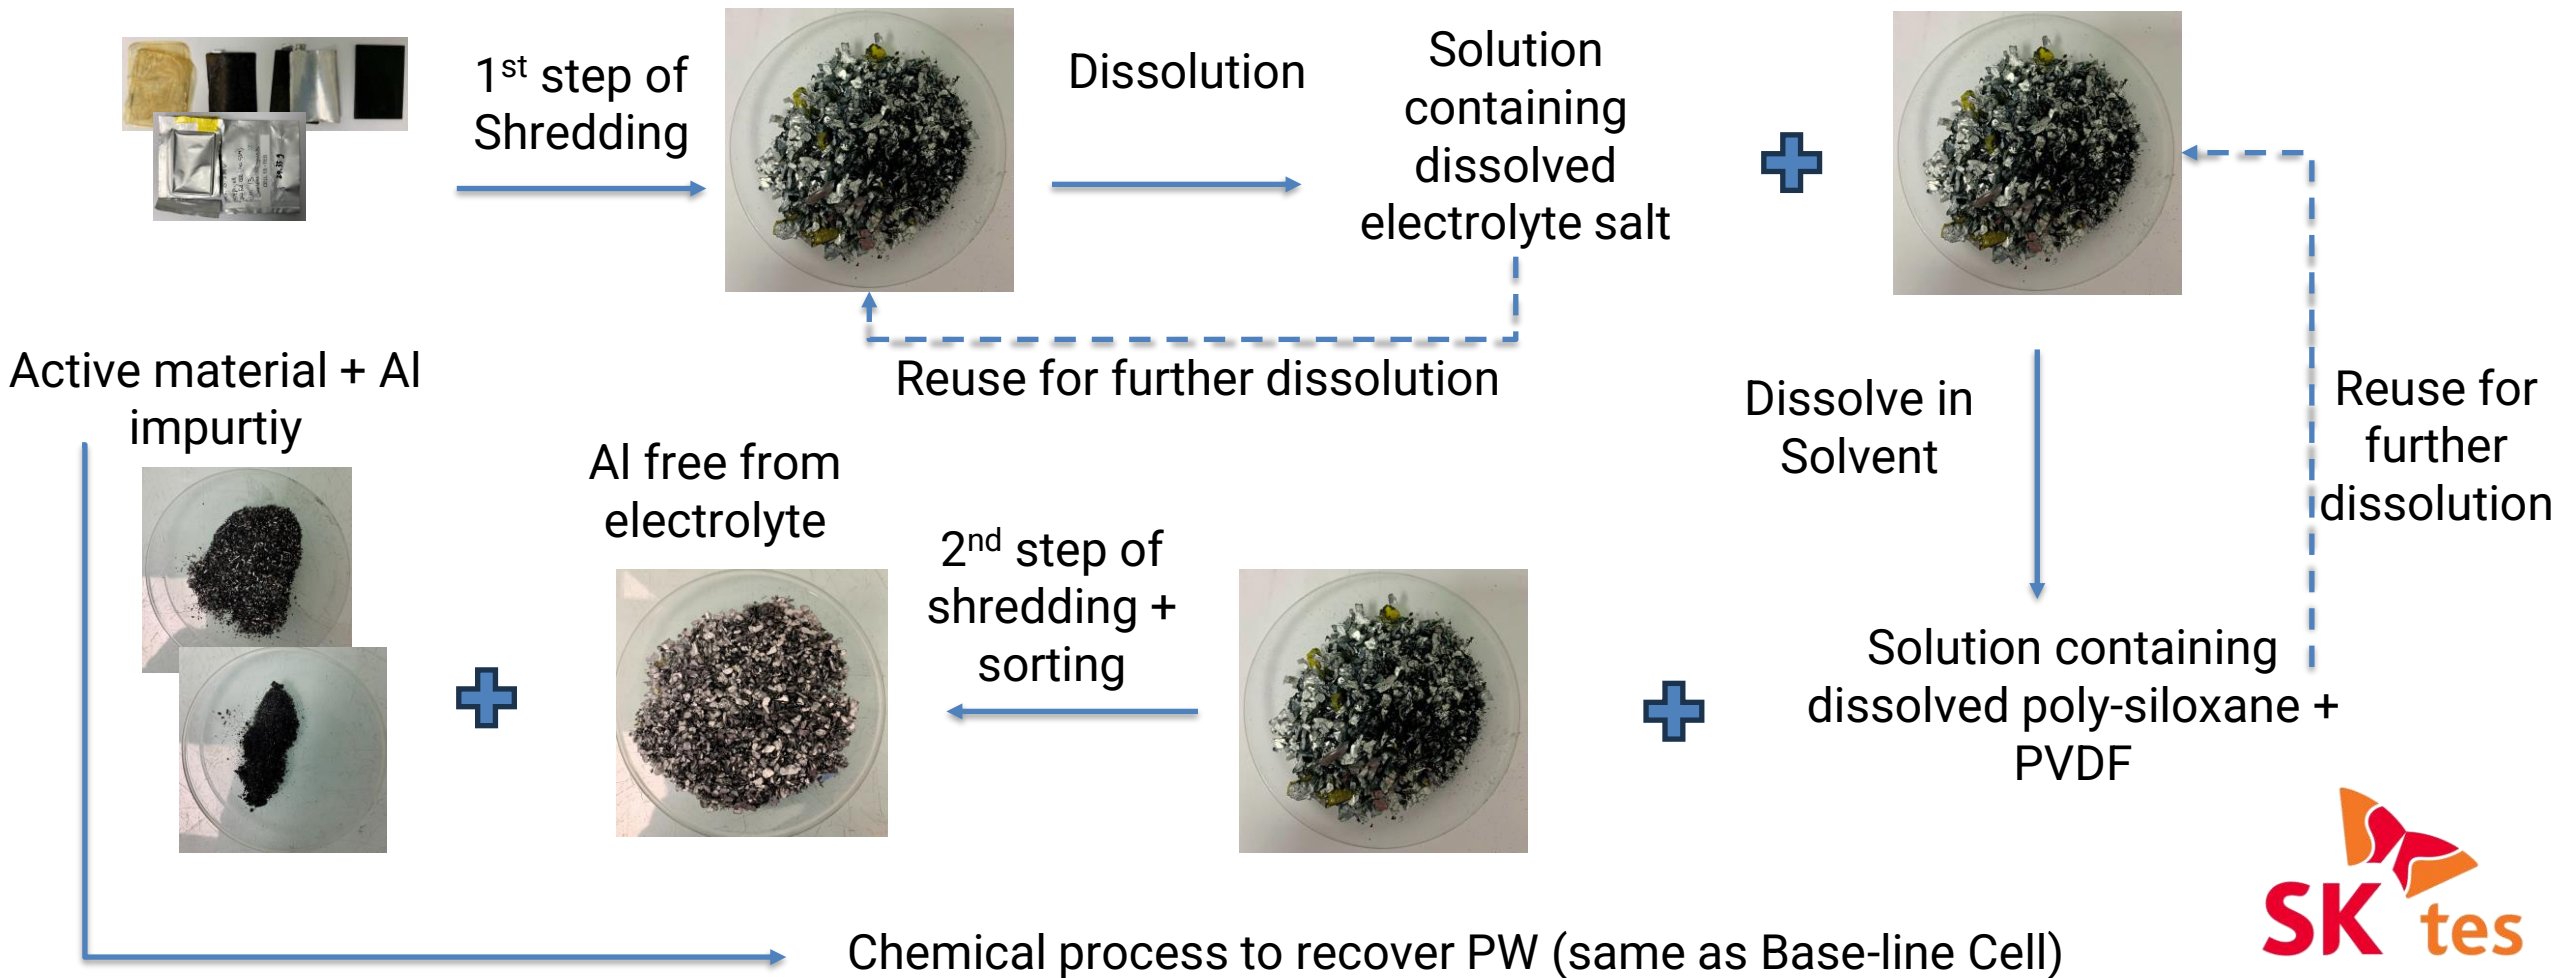 1st step of
Shredding
Dissolution
Solution
containing
dissolved
electrolyte salt
Reuse for further dissolution
Dissolve in
Solvent
Reuse for
further
dissolution
Solution containing
dissolved poly-siloxane +
PVDF
2nd step of
shredding +
sorting
Al free from
electrolyte
Active material + Al
impurtiy
Chemical process to recover PW (same as Base-line Cell)
SK tes